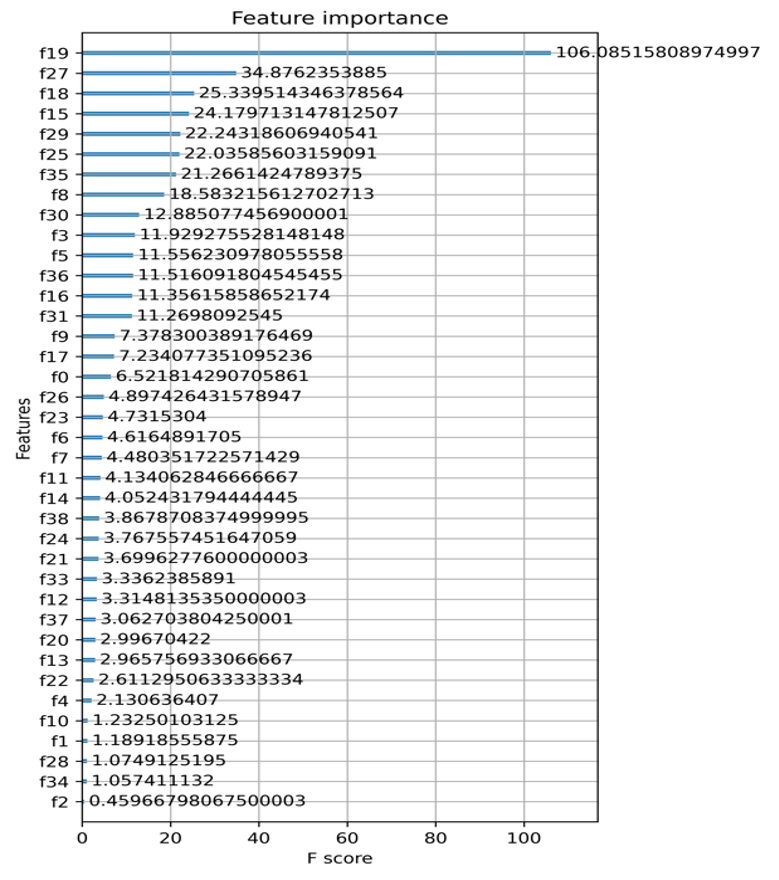 Feature importance
f19 106.08515808974997
f27 34.8762353885
f18 25.339514346378564
f15 24.179713147812507
f29 22.24318606940541
f25 22.03585603159091
f35 21.2661424789375
f8 18.583215612702713
f30 12.885077456900001
f3 11.929275528148148
f5 11.556230978055558
f36 11.516091804545455
f16 11.35615858652174
f31 11.2698092545
f9 7.378300389176469
f17 7.234077351095236
f0 6.521814290705861
f26 4.897426431578947
f23 4.7315304
f6 4.6164891705
f7 4.480351722571429
f11 4.134062846666667
f14 4.052431794444445
f38 3.8678708374999995
f24 3.767557451647059
f21 3.6996277600000003
f33 3.3362385891
f12 3.3148135350000003
f37 3.062703804250001
f20 2.99670422
f13 2.965756933066667
f22 2.6112950633333334
f4 2.130636407
f10 1.23250103125
f1 1.18918555875
f28 1.0749125195
f34 1.057411132
f2 0.45966798067500003
Features
0 20 40 60 80 100
F score